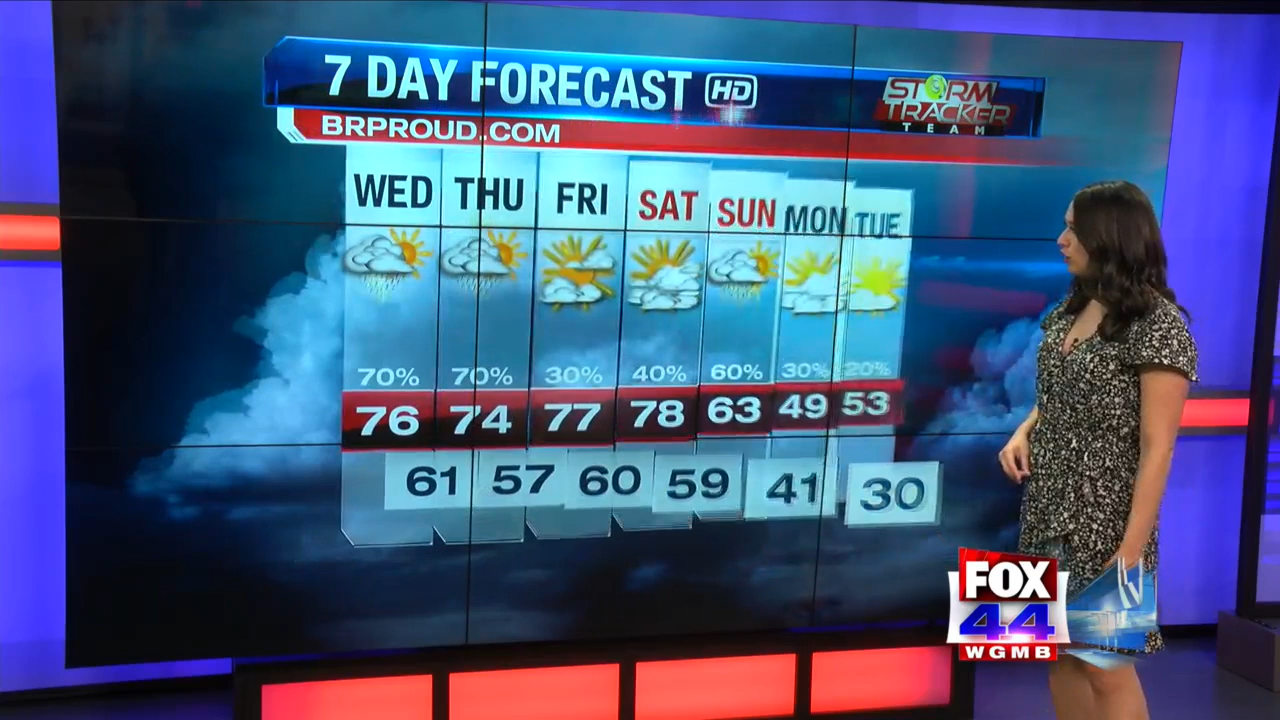 7 DAY FORECAST HD
STORM
TRACKER
TEAM
BRPROUD.COM
WED THU FRI SAT SUN MON TUE
70% 70% 30% 40% 60% 30% 20%
76 74 77 78 63 49 53
61 57 60 59 41 30
FOX
44
WGMB